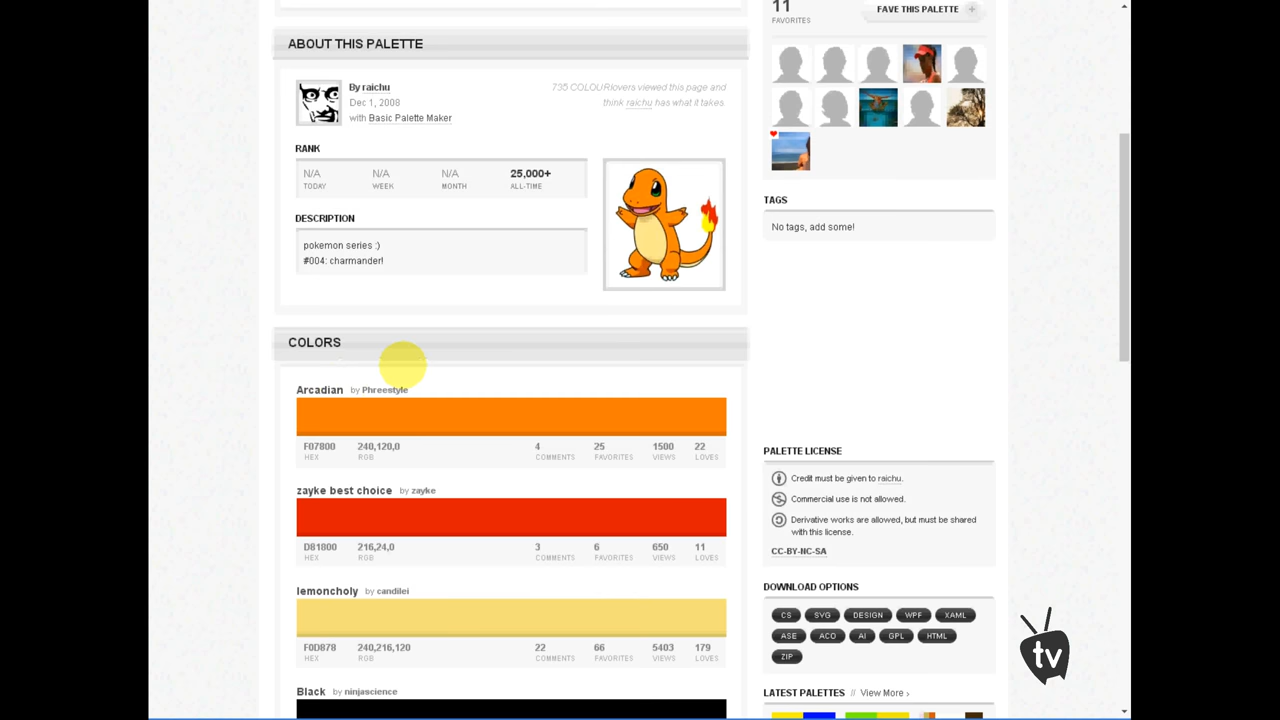 11
FAVORITES
FAVE THIS PALETTE +
ABOUT THIS PALETTE
By raichu
Dec 1, 2008
with Basic Palette Maker
735 COLOURlovers viewed this page and
think raichu has what it takes.
RANK
N/A N/A N/A 25,000+
TODAY WEEK MONTH ALL-TIME
DESCRIPTION
pokemon series :)
#004: charmander!
TAGS
No tags, add some!
COLORS
Arcadian by Phreestyle
F07800 240,120,0 4 25 1500 22
HEX RGB COMMENTS FAVORITES VIEWS LOVES
zayke best choice by zayke
D81800 216,24,0 3 6 650 11
HEX RGB COMMENTS FAVORITES VIEWS LOVES
lemoncholy by candilei
F0D878 240,216,120 22 66 5403 179
HEX RGB COMMENTS FAVORITES VIEWS LOVES
Black by ninjascience
PALETTE LICENSE
Credit must be given to raichu.
Commercial use is not allowed.
Derivative works are allowed, but must be shared
with this license.
CC-BY-NC-SA
DOWNLOAD OPTIONS
CS SVG DESIGN WPF XAML
ASE ACO AI GPL HTML
ZIP
LATEST PALETTES // View More ›
tv